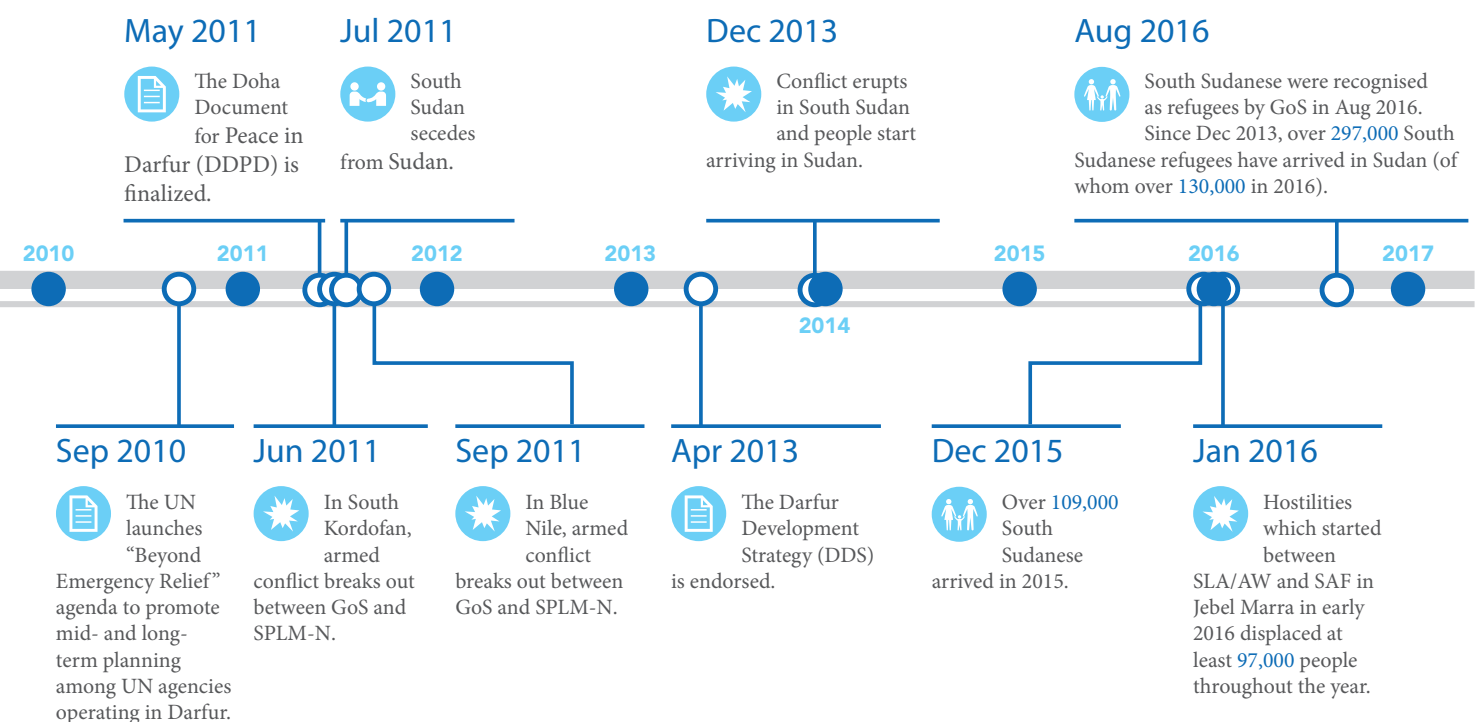 May 2011
The Doha
Document
for Peace in
Darfur (DDPD) is
finalized.
Jul 2011
South
Sudan
secedes
from Sudan.
Dec 2013
Conflict erupts
in South Sudan
and people start
arriving in Sudan.
Aug 2016
South Sudanese were recognised
as refugees by GoS in Aug 2016.
Since Dec 2013, over 297,000 South
Sudanese refugees have arrived in Sudan (of
whom over 130,000 in 2016).
2010
2011
2012
2013
2014
2015
2016
2017
Sep 2010
The UN
launches
“Beyond
Emergency Relief”
agenda to promote
mid- and long-
term planning
among UN agencies
operating in Darfur.
Jun 2011
In South
Kordofan,
armed
conflict breaks out
between GoS and
SPLM-N.
Sep 2011
In Blue
Nile, armed
conflict
breaks out between
GoS and SPLM-N.
Apr 2013
The Darfur
Development
Strategy (DDS)
is endorsed.
Dec 2015
Over 109,000
South
Sudanese
arrived in 2015.
Jan 2016
Hostilities
which started
between
SLA/AW and SAF in
Jebel Marra in early
2016 displaced at
least 97,000 people
throughout the year.